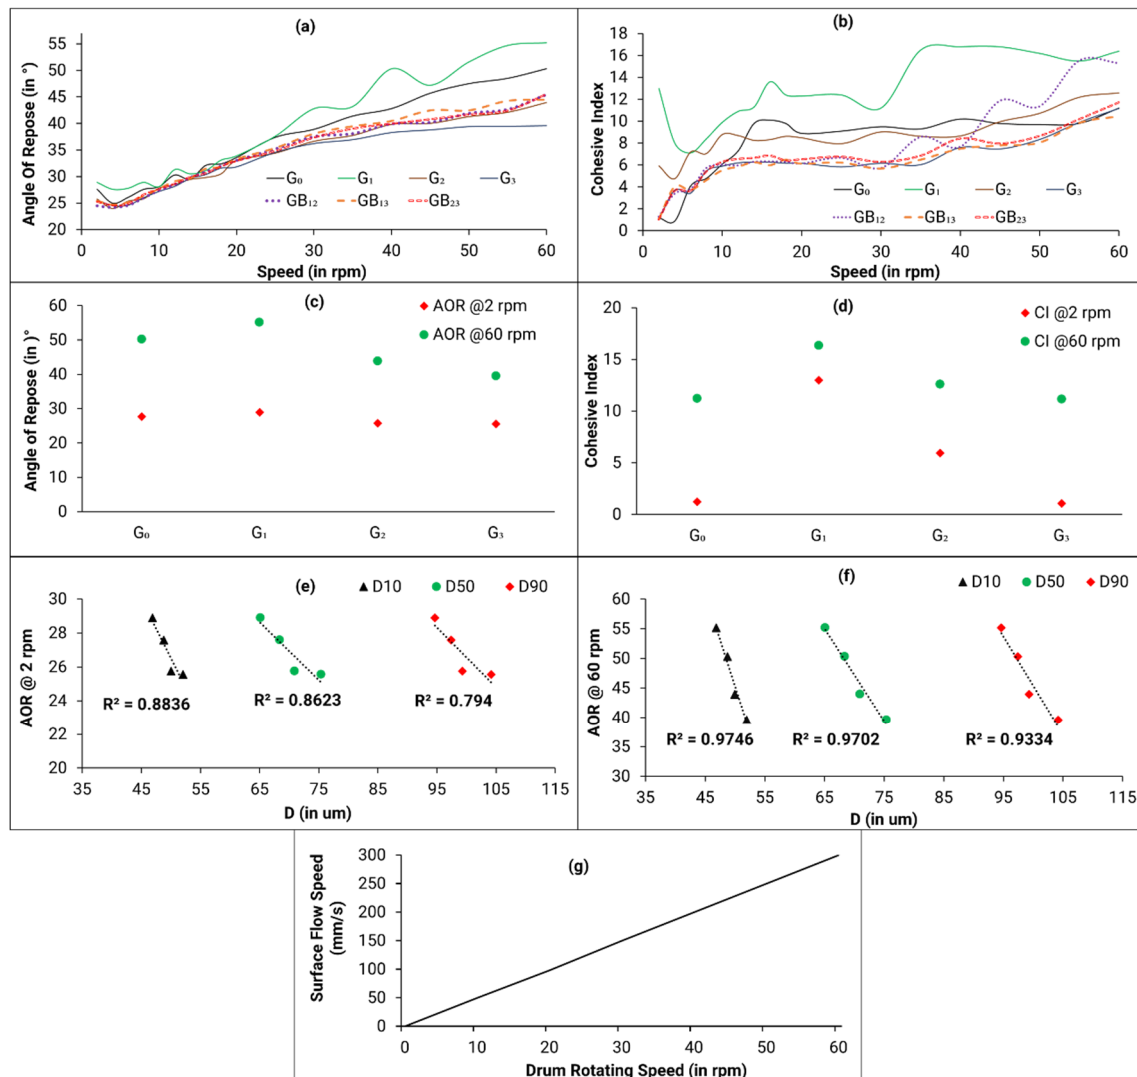 (a)
Angle Of Repose (in °)
55
50
45
40
35
30
25
20
G₀ G₁ G₂ G₃
GB₁₂ GB₁₃ GB₂₃
0 10 20 30 40 50 60
Speed (in rpm)
(b)
Cohesive Index
18
16
14
12
10
8
6
4
2
0
G₀ G₁ G₂ G₃
GB₁₂ GB₁₃ GB₂₃
0 10 20 30 40 50 60
Speed (in rpm)
(c)
Angle of Repose (in )°
60
50
40
30
20
10
0
AOR @2 rpm
AOR @60 rpm
G₀ G₁ G₂ G₃
(d)
Cohesive Index
20
15
10
5
0
CI @2 rpm
CI @60 rpm
G₀ G₁ G₂ G₃
(e)
D10 D50 D90
AOR @ 2 rpm
30
28
26
24
22
20
R² = 0.8836 R² = 0.8623 R² = 0.794
35 45 55 65 75 85 95 105 115
D (in um)
(f)
D10 D50 D90
AOR @ 60 rpm
60
55
50
45
40
35
30
R² = 0.9746 R² = 0.9702 R² = 0.9334
35 45 55 65 75 85 95 105 115
D (in um)
(g)
Surface Flow Speed
(mm/s)
300
250
200
150
100
50
0
0 10 20 30 40 50 60
Drum Rotating Speed (in rpm)